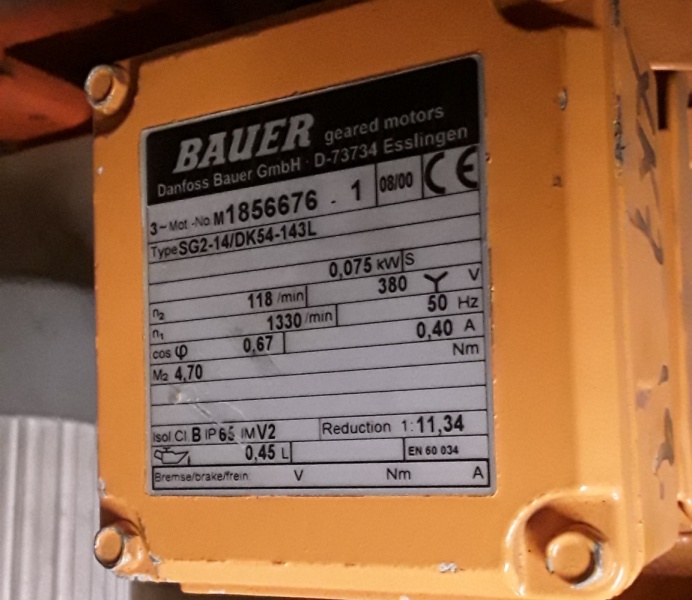 BAUER geared motors
Danfoss Bauer GmbH · D-73734 Esslingen
3~Mot.-No M1856676 - 1 08/00 CE
Type SG2-14/DK54-143L
0,075 kW S
380 Y V
n2 118 /min 50 Hz
n1 1330 /min 0,40 A
cos φ 0,67 Nm
M2 4,70
Isol Cl B IP65 IM V2 Reduction 1:11,34
0,45 L EN 60 034
Bremse/brake/frein V Nm A